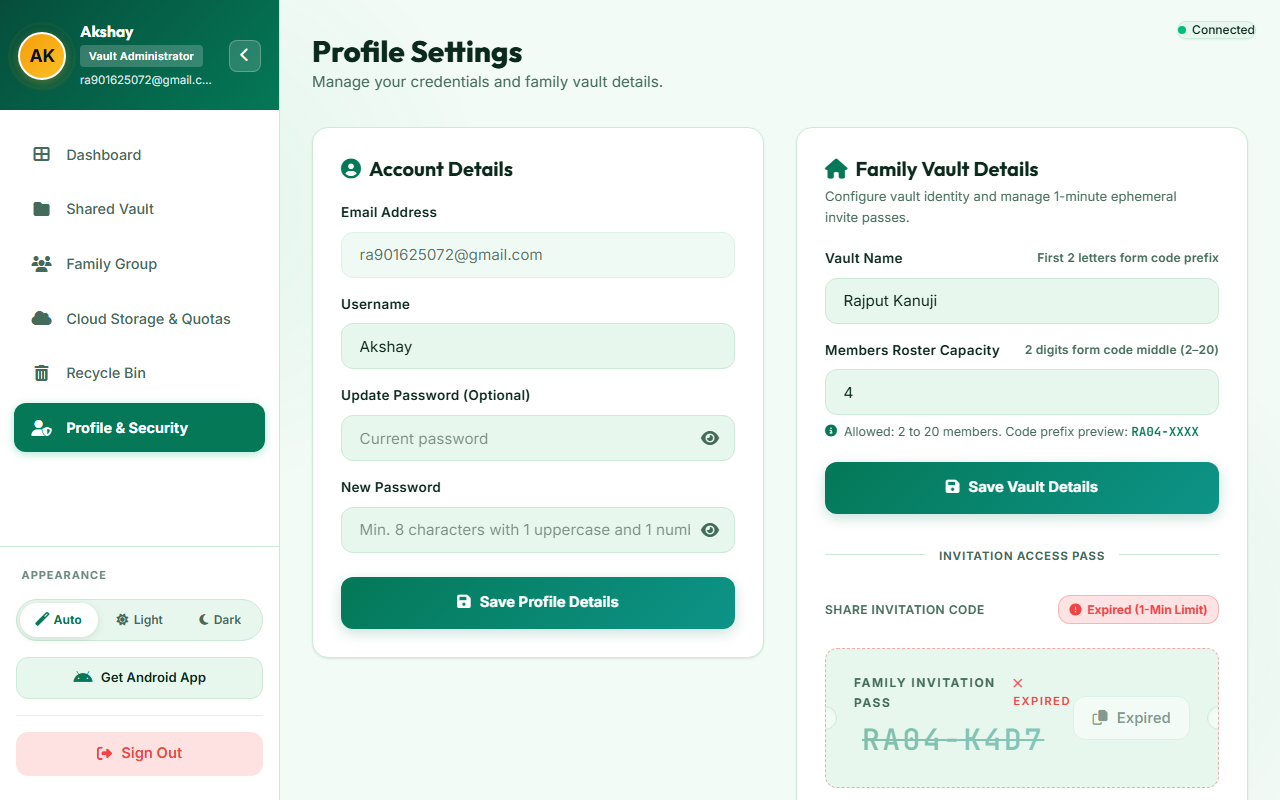 AK
Akshay
Vault Administrator
ra901625072@gmail.c...
Dashboard
Shared Vault
Family Group
Cloud Storage & Quotas
Recycle Bin
Profile & Security
APPEARANCE
Auto
Light
Dark
Get Android App
Sign Out
Connected
Profile Settings
Manage your credentials and family vault details.
Account Details
Email Address
ra901625072@gmail.com
Username
Akshay
Update Password (Optional)
Current password
New Password
Min. 8 characters with 1 uppercase and 1 numl
Save Profile Details
Family Vault Details
Configure vault identity and manage 1-minute ephemeral
invite passes.
Vault Name
First 2 letters form code prefix
Rajput Kanuji
Members Roster Capacity
2 digits form code middle (2–20)
4
Allowed: 2 to 20 members. Code prefix preview: RA04-XXXX
Save Vault Details
INVITATION ACCESS PASS
SHARE INVITATION CODE
Expired (1-Min Limit)
FAMILY INVITATION
PASS
EXPIRED
RA04-K4D7
Expired